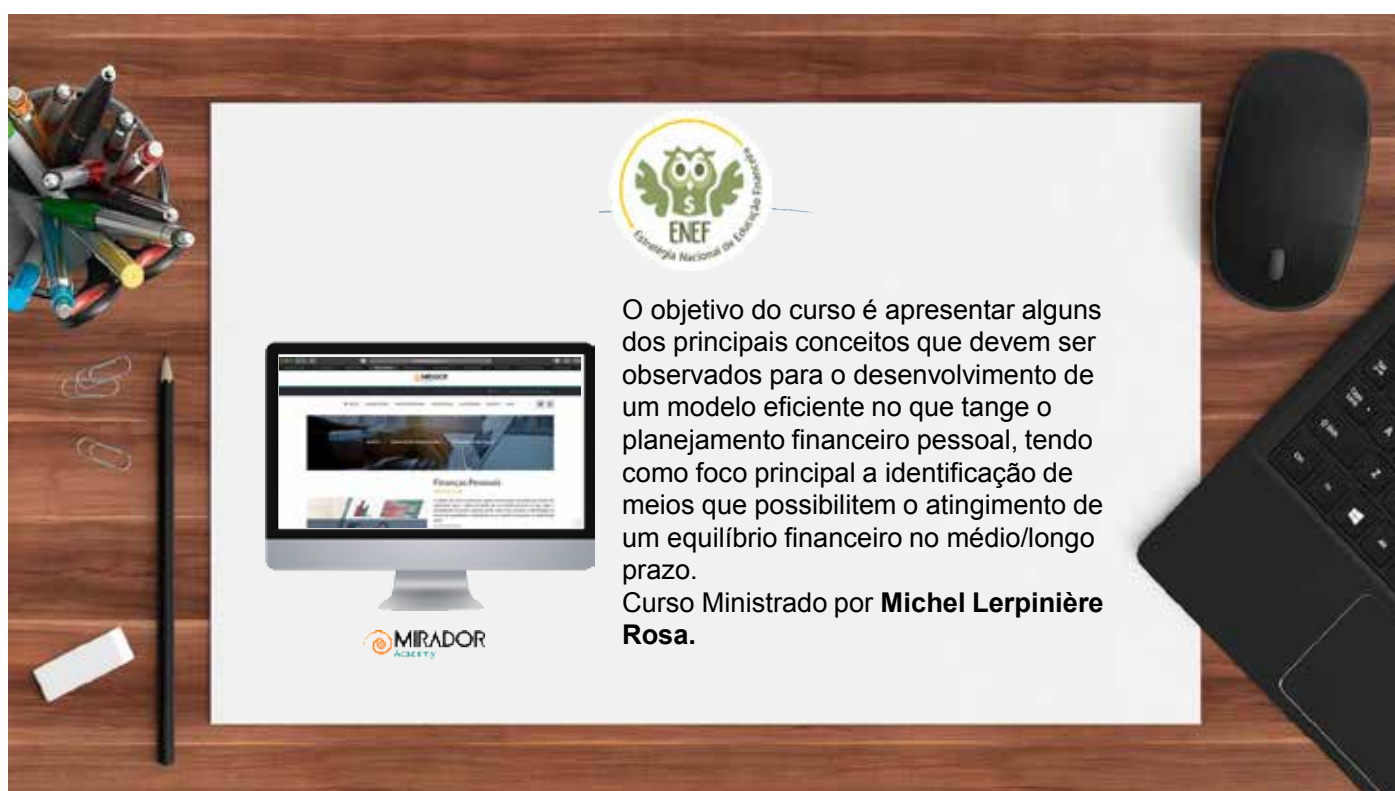 ENEF
Estratégia Nacional de Educação Financeira
O objetivo do curso é apresentar alguns
dos principais conceitos que devem ser
observados para o desenvolvimento de
um modelo eficiente no que tange o
planejamento financeiro pessoal, tendo
como foco principal a identificação de
meios que possibilitem o atingimento de
um equilíbrio financeiro no médio/longo
prazo.
Curso Ministrado por Michel Lerpinière
Rosa.
MIRADOR
Finanças Pessoais
MIRADOR
Academy